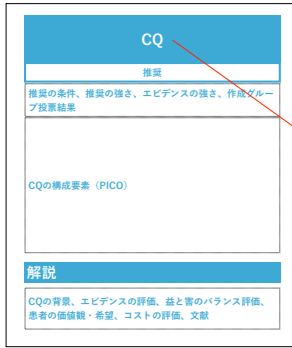 CQ
推奨
推奨の条件、推奨の強さ、エビデンスの強さ、作成グルー
プ投票結果
CQの構成要素（PICO）
解説
CQの背景、エビデンスの評価、益と害のバランス評価、
患者の価値観・希望、コストの評価、文献